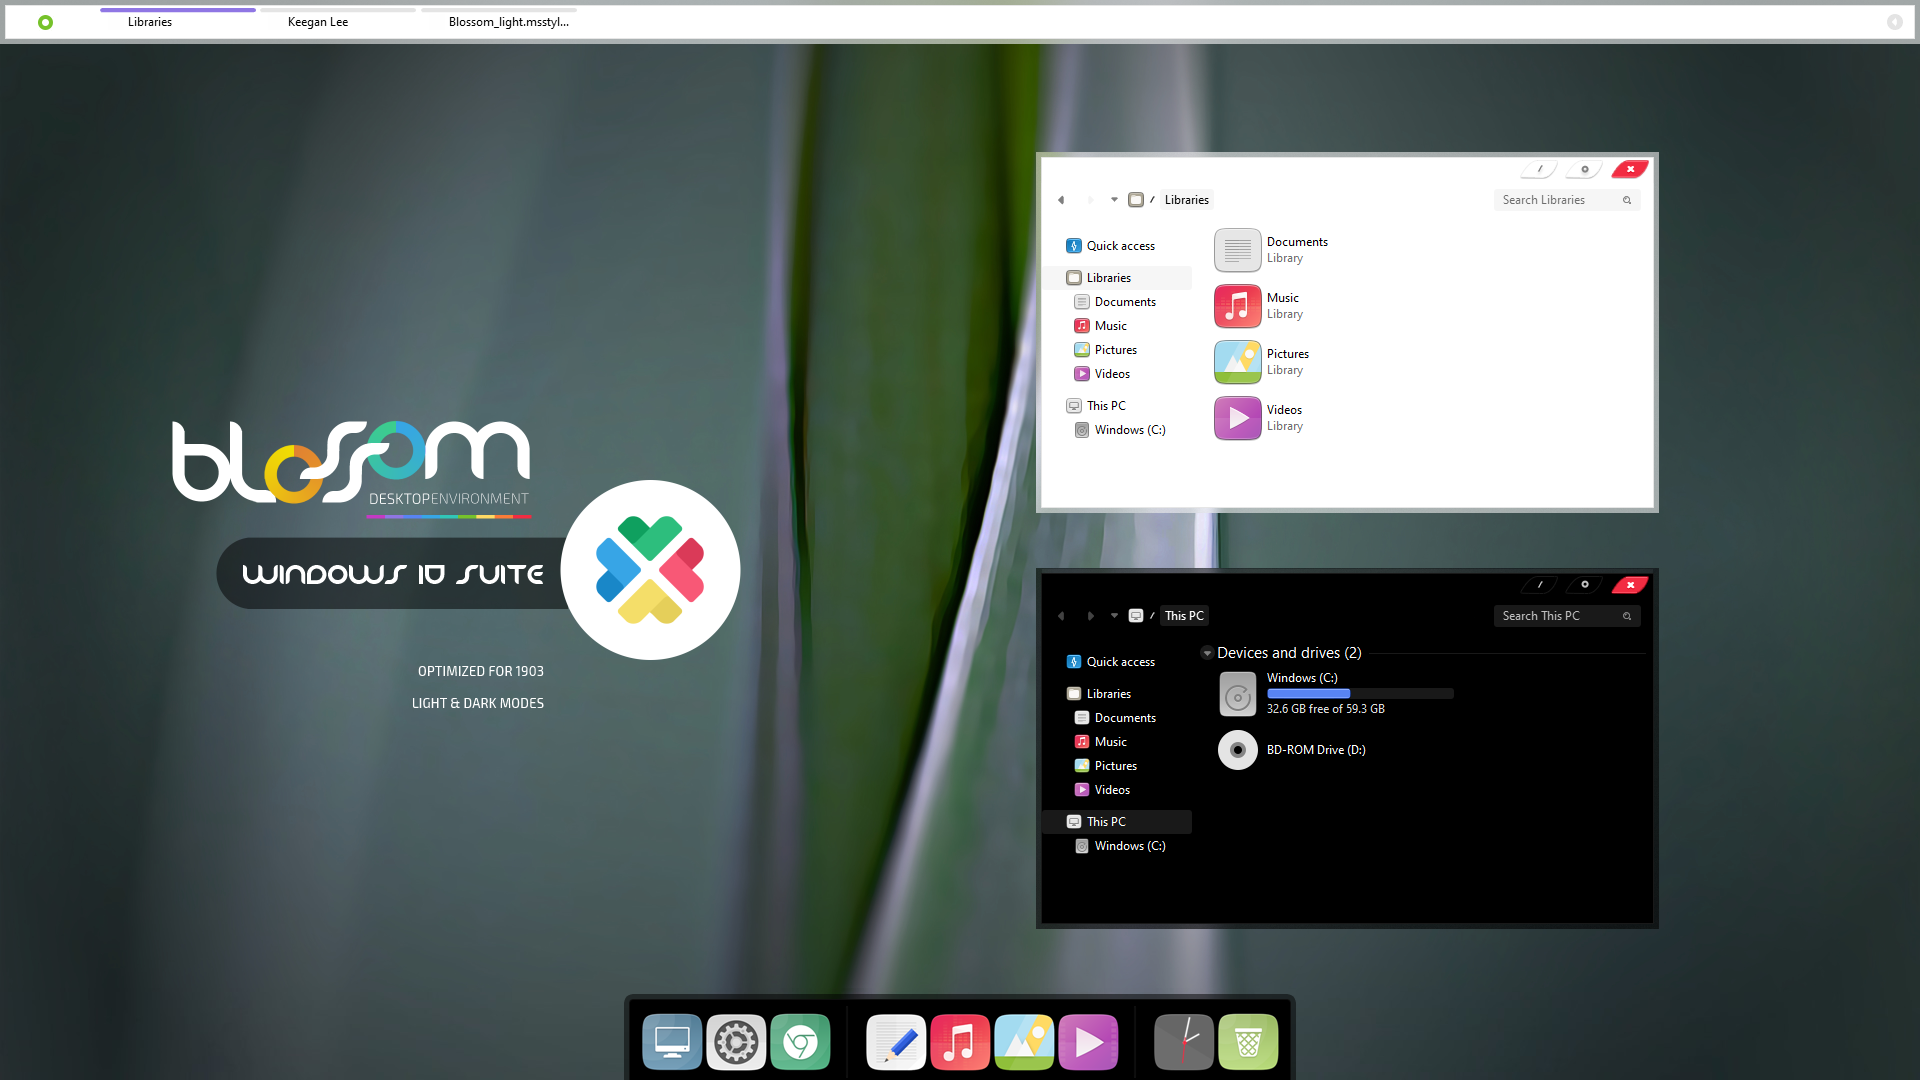 Libraries
Keegan Lee
Blossom_light.msstyl...
blossom
DESKTOPENVIRONMENT
WINDOWS 10 SUITE
OPTIMIZED FOR 1903
LIGHT & DARK MODES
/ Libraries
Search Libraries
Quick access
Libraries
Documents
Music
Pictures
Videos
This PC
Windows (C:)
Documents
Library
Music
Library
Pictures
Library
Videos
Library
/ This PC
Search This PC
Quick access
Libraries
Documents
Music
Pictures
Videos
This PC
Windows (C:)
Devices and drives (2)
Windows (C:)
32.6 GB free of 59.3 GB
BD-ROM Drive (D:)